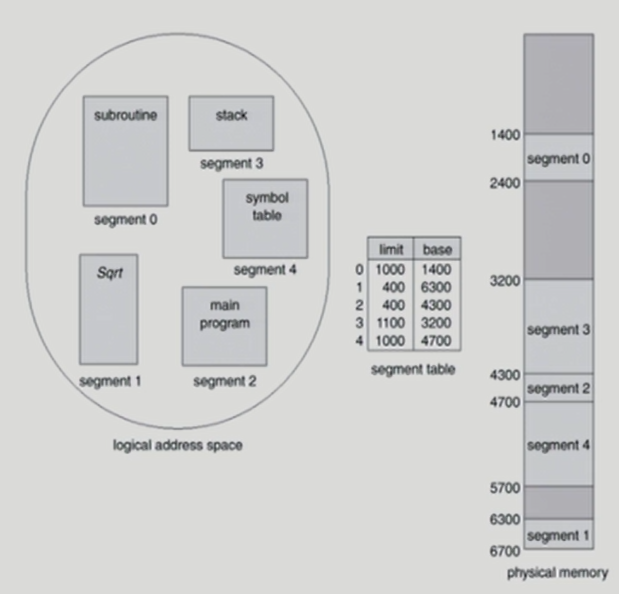 subroutine
segment 0
stack
segment 3
symbol
table
segment 4
Sqrt
segment 1
main
program
segment 2
logical address space
limit base
0 1000 1400
1 400 6300
2 400 4300
3 1100 3200
4 1000 4700
segment table
1400
segment 0
2400
3200
segment 3
4300
segment 2
4700
segment 4
5700
6300
segment 1
6700
physical memory